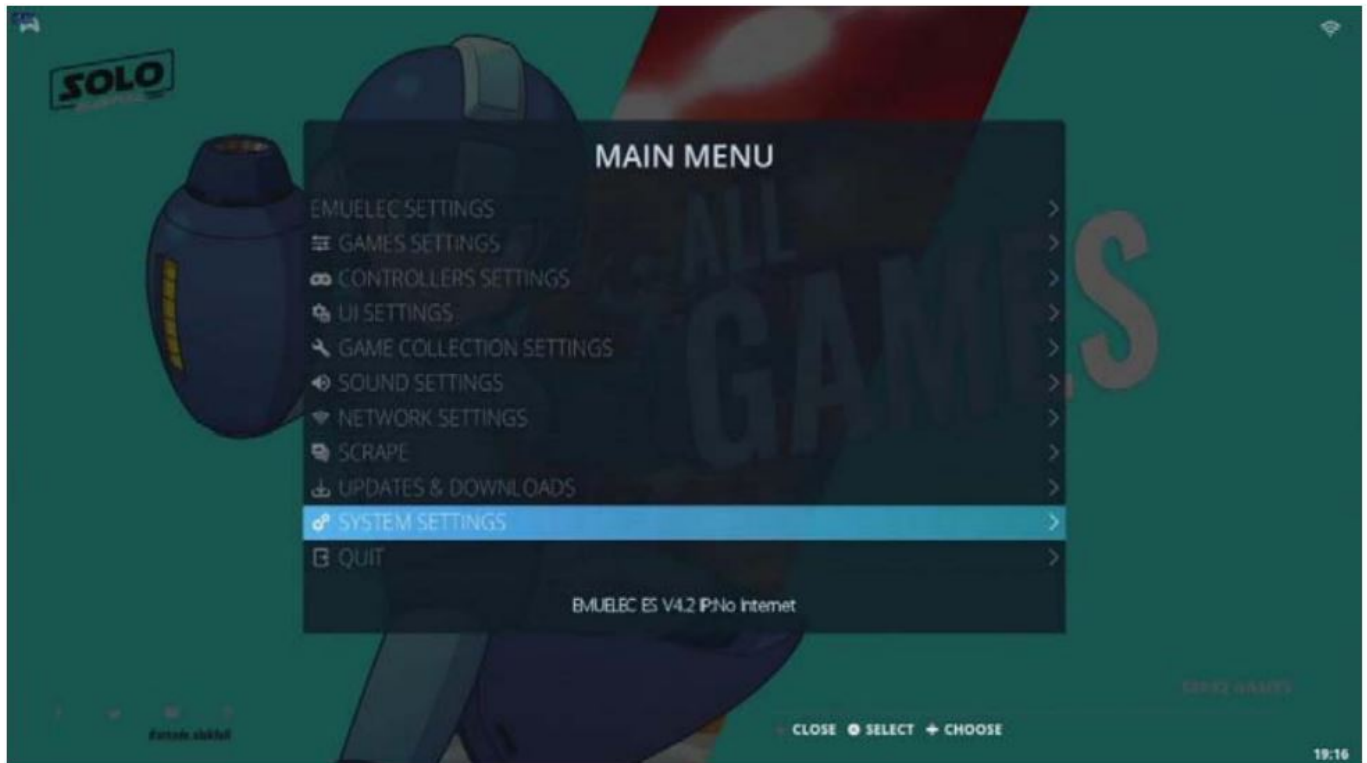 SOLO
MAIN MENU
EMUELEC SETTINGS
GAMES SETTINGS
CONTROLLERS SETTINGS
UI SETTINGS
GAME COLLECTION SETTINGS
SOUND SETTINGS
NETWORK SETTINGS
SCRAPE
UPDATES & DOWNLOADS
SYSTEM SETTINGS
QUIT
EMUELEC ES V4.2 IP:No Internet
ALL
GAMES
CLOSE SELECT CHOOSE
19:16